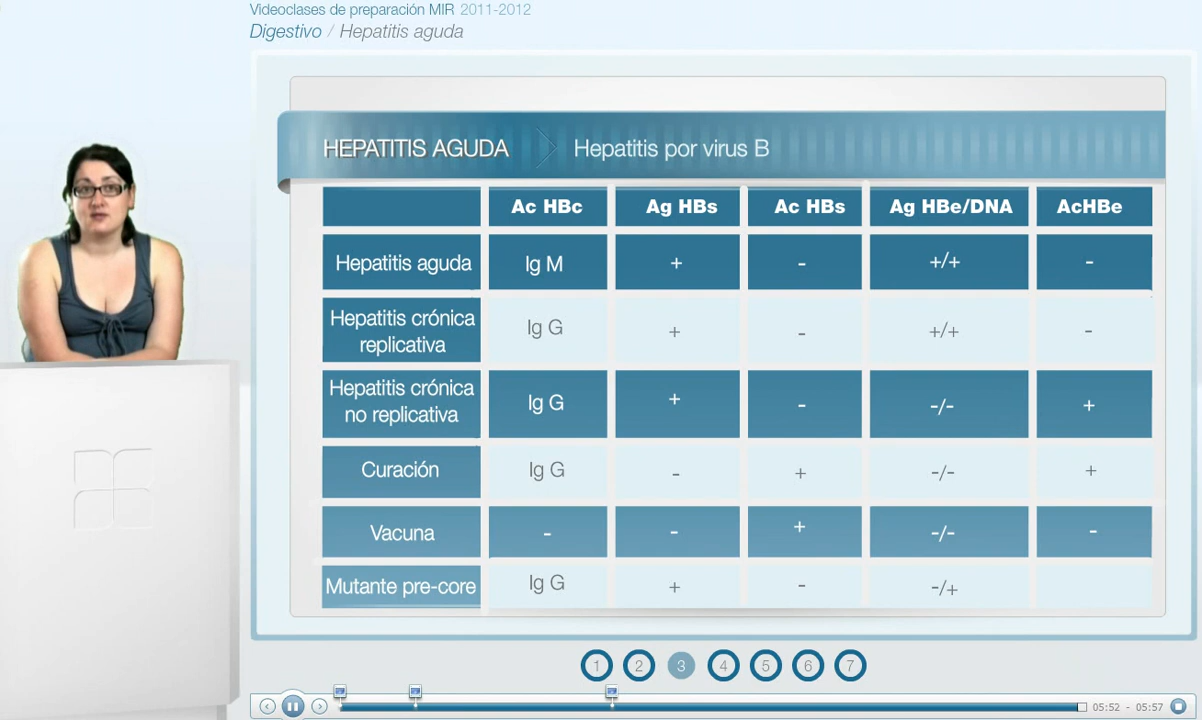 Videoclases de preparación MIR 2011-2012
Digestivo / Hepatitis aguda
HEPATITIS AGUDA Hepatitis por virus B
Ac HBc Ag HBs Ac HBs Ag HBe/DNA AcHBe
Hepatitis aguda Ig M + - +/+ -
Hepatitis crónica
replicativa Ig G + - +/+ -
Hepatitis crónica
no replicativa Ig G + - -/- +
Curación Ig G - + -/- +
Vacuna - - + -/- -
Mutante pre-core Ig G + - -/+
1 2 3 4 5 6 7
05:52 - 05:57